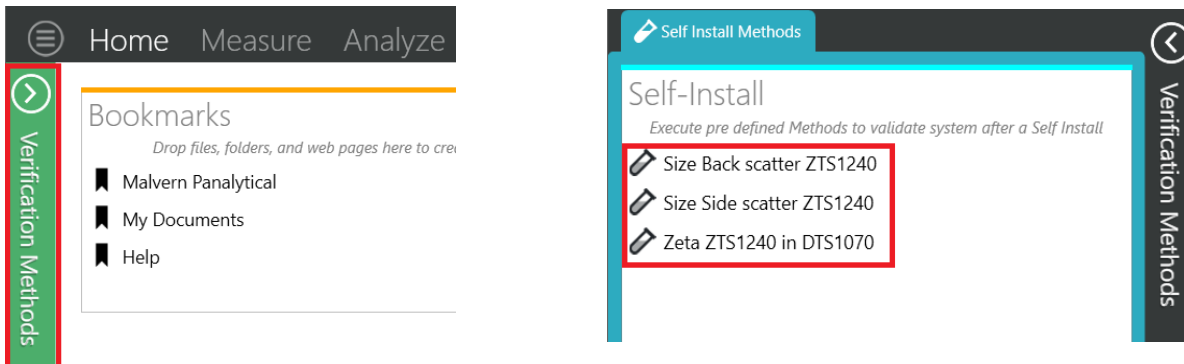 Home Measure Analyze
Verification Methods
Bookmarks
Drop files, folders, and web pages here to cre
Malvern Panalytical
My Documents
Help
Self Install Methods
Self-Install
Execute pre defined Methods to validate system after a Self Install
Size Back scatter ZTS1240
Size Side scatter ZTS1240
Zeta ZTS1240 in DTS1070
Verification Methods